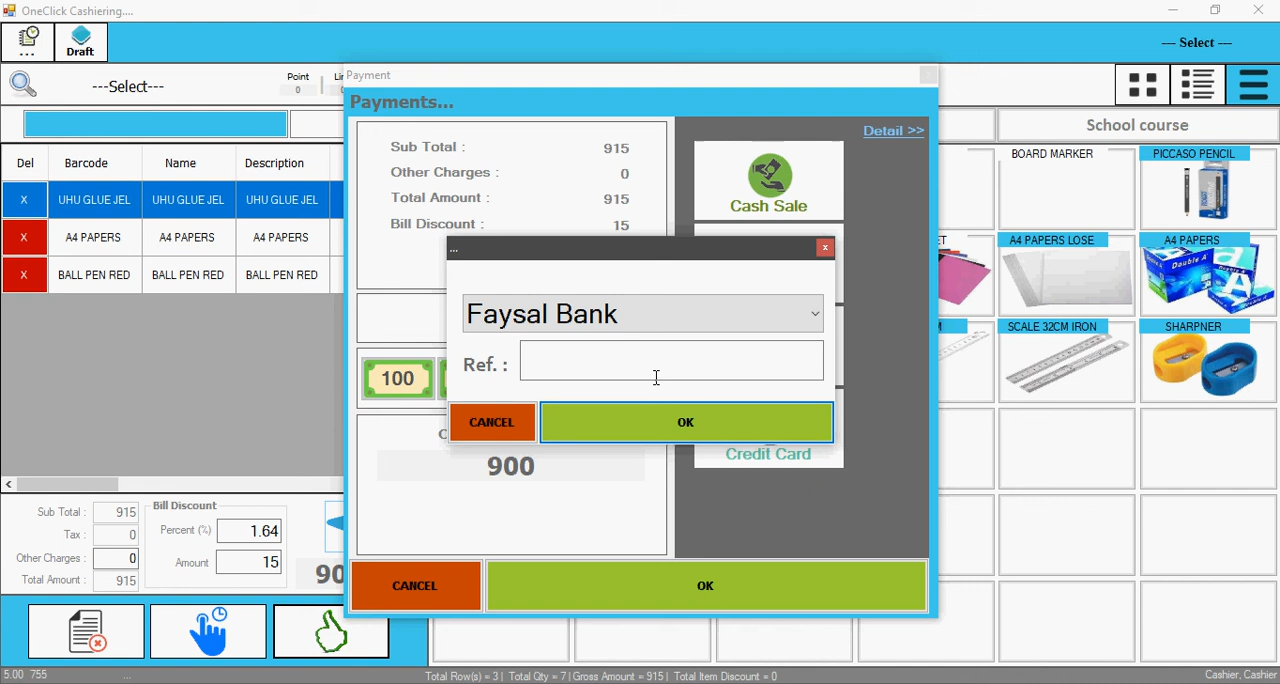 OneClick Cashiering....
...
Draft
--- Select ---
---Select---
Point
0
Payment
Payments...
Detail >>
Sub Total : 915
Other Charges : 0
Total Amount : 915
Bill Discount : 15
Cash Sale
...
x
Faysal Bank
Ref. :
CANCEL
OK
100
900
Credit Card
CANCEL
OK
School course
BOARD MARKER
PICCASO PENCIL
A4 PAPERS LOSE
A4 PAPERS
Double A
SCALE 32CM IRON
SHARPNER
Del Barcode Name Description
X UHU GLUE JEL UHU GLUE JEL UHU GLUE JEL
X A4 PAPERS A4 PAPERS A4 PAPERS
X BALL PEN RED BALL PEN RED BALL PEN RED
Sub Total : 915
Tax : 0
Other Charges : 0
Total Amount : 915
Bill Discount
Percent (%) 1.64
Amount 15
5.00 755
...
Total Row(s) = 3 | Total Qty = 7 | Gross Amount = 915 | Total Item Discount = 0
Cashier, Cashier